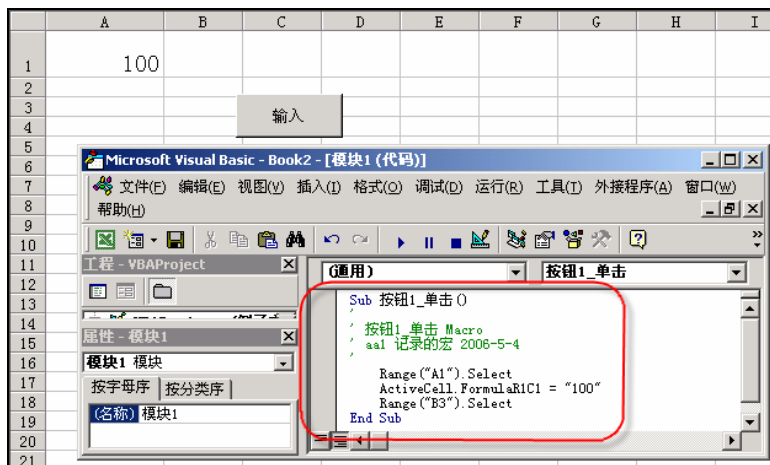 A B C D E F G H I
1 100
2
3
输入
4
5
Microsoft Visual Basic - Book2 - [模块1 (代码)]
6
7
文件(F) 编辑(E) 视图(V) 插入(I) 格式(O) 调试(D) 运行(R) 工具(T) 外接程序(A) 窗口(W)
8
帮助(H)
9
10
11
工程 - VBAProject
(通用) 按钮1_单击
12
13
14
15
16
17
18
19
20
21
属性 - 模块1
模块1 模块
按字母序 按分类序
(名称) 模块1
Sub 按钮1_单击()
'
' 按钮1_单击 Macro
' aa1 记录的宏 2006-5-4
'
Range("A1").Select
ActiveCell.FormulaR1C1 = "100"
Range("B3").Select
End Sub